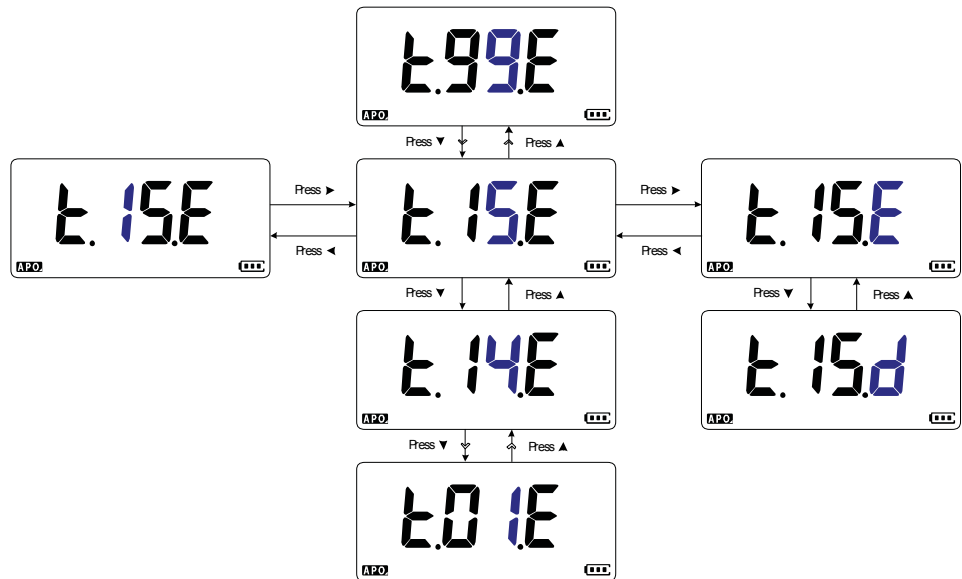 t.99.E
APO
Press ▼ Press ▲
t.15.E Press ► t.15.E Press ► t.15.E
Press ◄ Press ◄
APO APO APO
Press ▼ Press ▲ Press ▼ Press ▲
t.14.E t.15.d
APO APO
Press ▼ Press ▲
t.01.E
APO